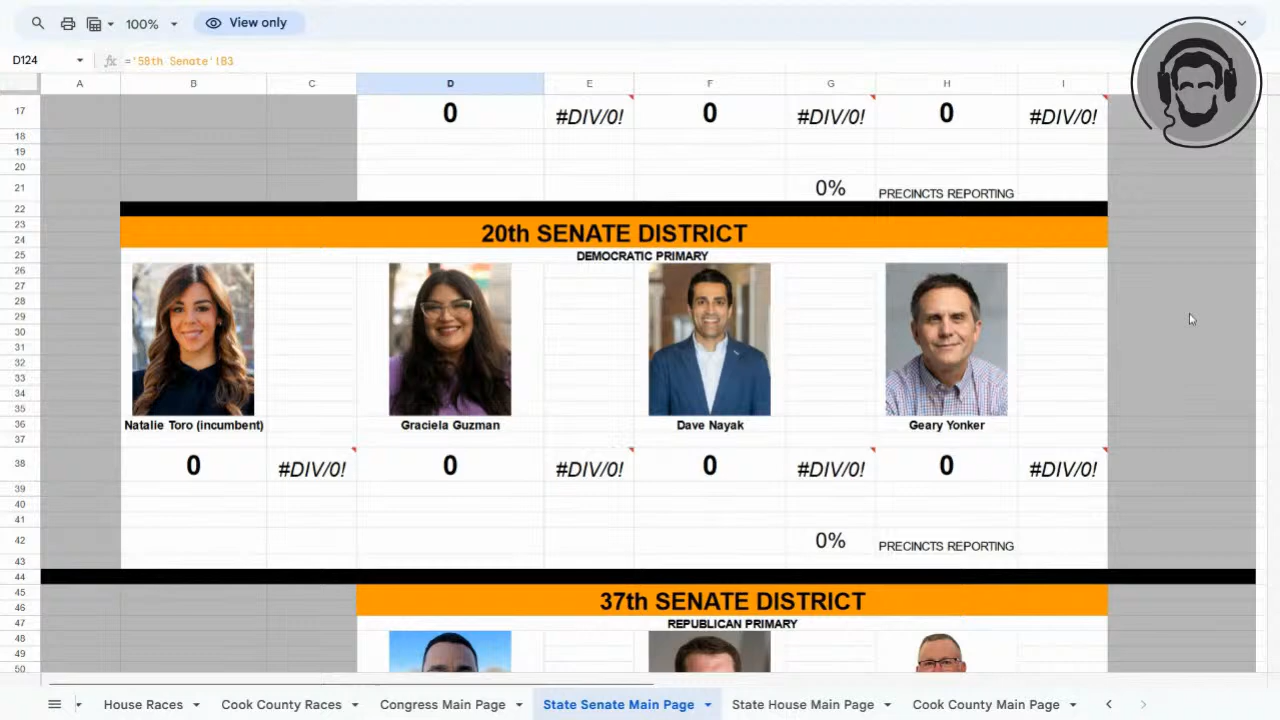 100% View only
D124 fx ='58th Senate'!B3
A B C D E F G H I
17 0 #DIV/0! 0 #DIV/0! 0 #DIV/0!
18
19
20
21 0% PRECINCTS REPORTING
22
23
20th SENATE DISTRICT
24
25 DEMOCRATIC PRIMARY
26
27
28
29
30
31
32
33
34
35
36 Natalie Toro (incumbent) Graciela Guzman Dave Nayak Geary Yonker
37
38 0 #DIV/0! 0 #DIV/0! 0 #DIV/0! 0 #DIV/0!
39
40
41
42 0% PRECINCTS REPORTING
43
44
45
37th SENATE DISTRICT
46
47 REPUBLICAN PRIMARY
48
49
50
House Races Cook County Races Congress Main Page State Senate Main Page State House Main Page Cook County Main Page